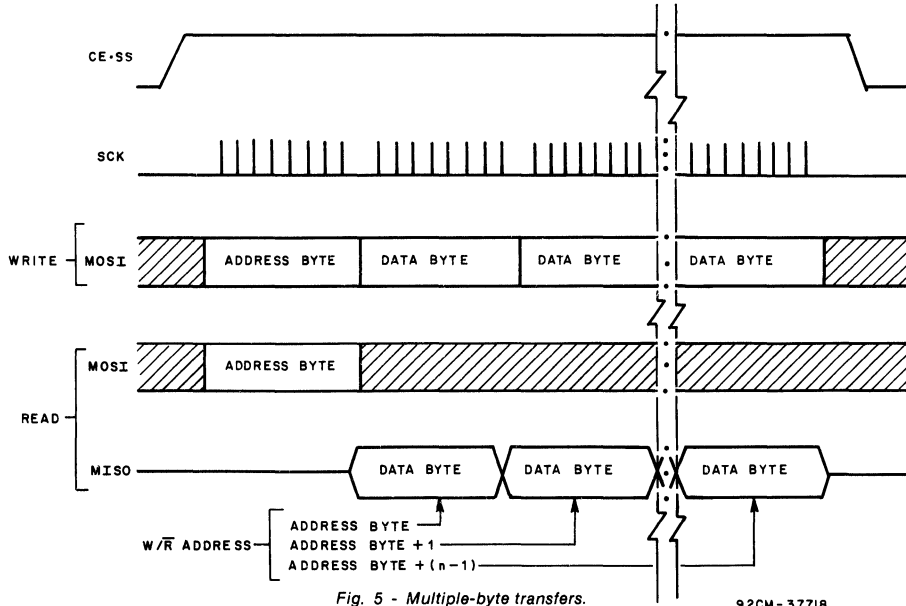 CE•SS
SCK
WRITE MOSI ADDRESS BYTE DATA BYTE DATA BYTE DATA BYTE
MOSI ADDRESS BYTE
READ
MISO DATA BYTE DATA BYTE DATA BYTE
ADDRESS BYTE
W/R̅ ADDRESS ADDRESS BYTE +1
ADDRESS BYTE +(n-1)
Fig. 5 - Multiple-byte transfers.
92CM-37718